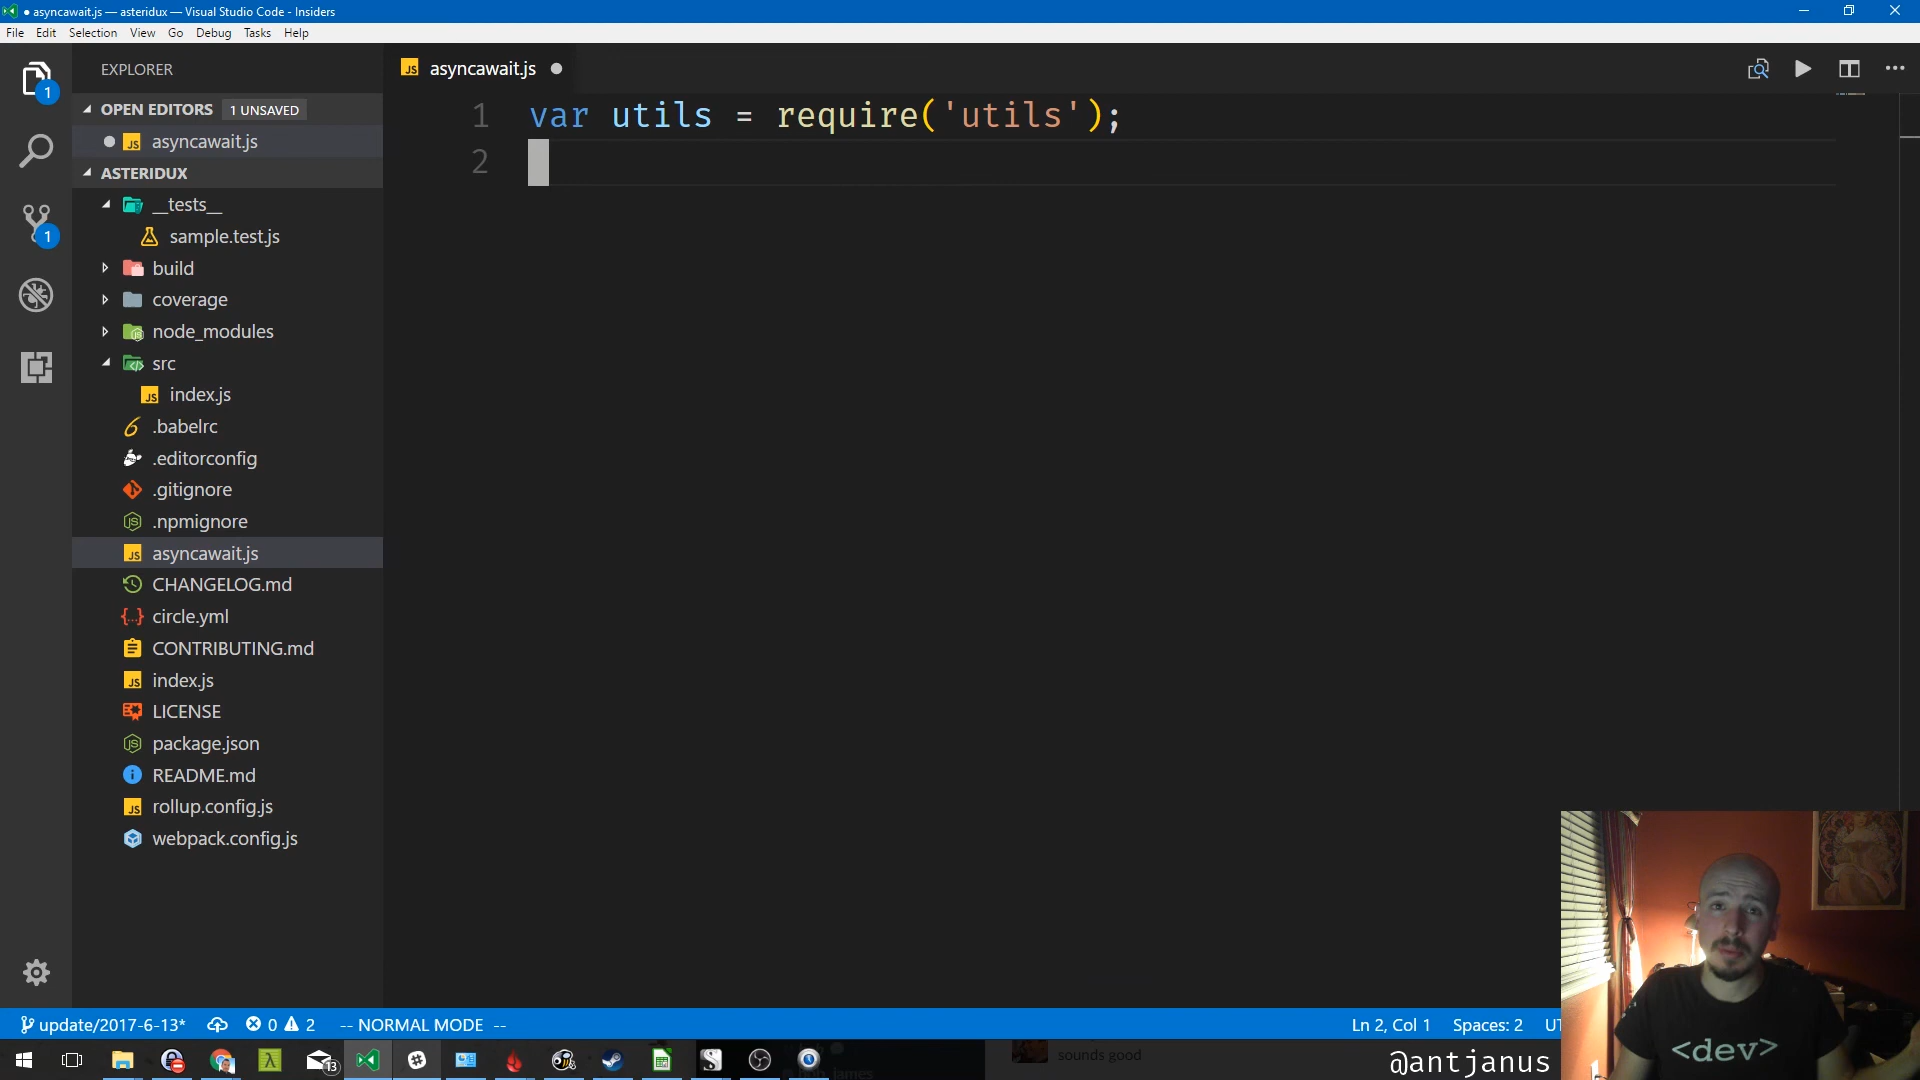 ● asyncawait.js — asteridux — Visual Studio Code - Insiders
File Edit Selection View Go Debug Tasks Help
EXPLORER
asyncawait.js
1
OPEN EDITORS 1 UNSAVED
1 var utils = require('utils');
asyncawait.js
2
ASTERIDUX
__tests__
sample.test.js
1
build
coverage
node_modules
src
index.js
.babelrc
.editorconfig
.gitignore
.npmignore
asyncawait.js
CHANGELOG.md
circle.yml
CONTRIBUTING.md
index.js
LICENSE
package.json
README.md
rollup.config.js
webpack.config.js
update/2017-6-13* 0 2 -- NORMAL MODE -- Ln 2, Col 1 Spaces: 2
13
sounds good
@antjanus
<dev>